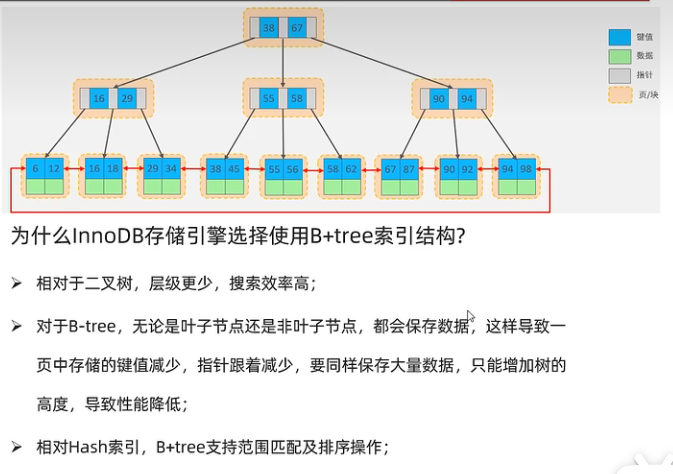 38 67
键值
数据
指针
页/块
16 29
55 58
90 94
6 12 16 18 29 34 38 45 55 56 58 62 67 87 90 92 94 98
为什么InnoDB存储引擎选择使用B+tree索引结构?
相对于二叉树，层级更少，搜索效率高；
对于B-tree，无论是叶子节点还是非叶子节点，都会保存数据，这样导致一
页中存储的键值减少，指针跟着减少，要同样保存大量数据，只能增加树的
高度，导致性能降低；
相对Hash索引，B+tree支持范围匹配及排序操作；